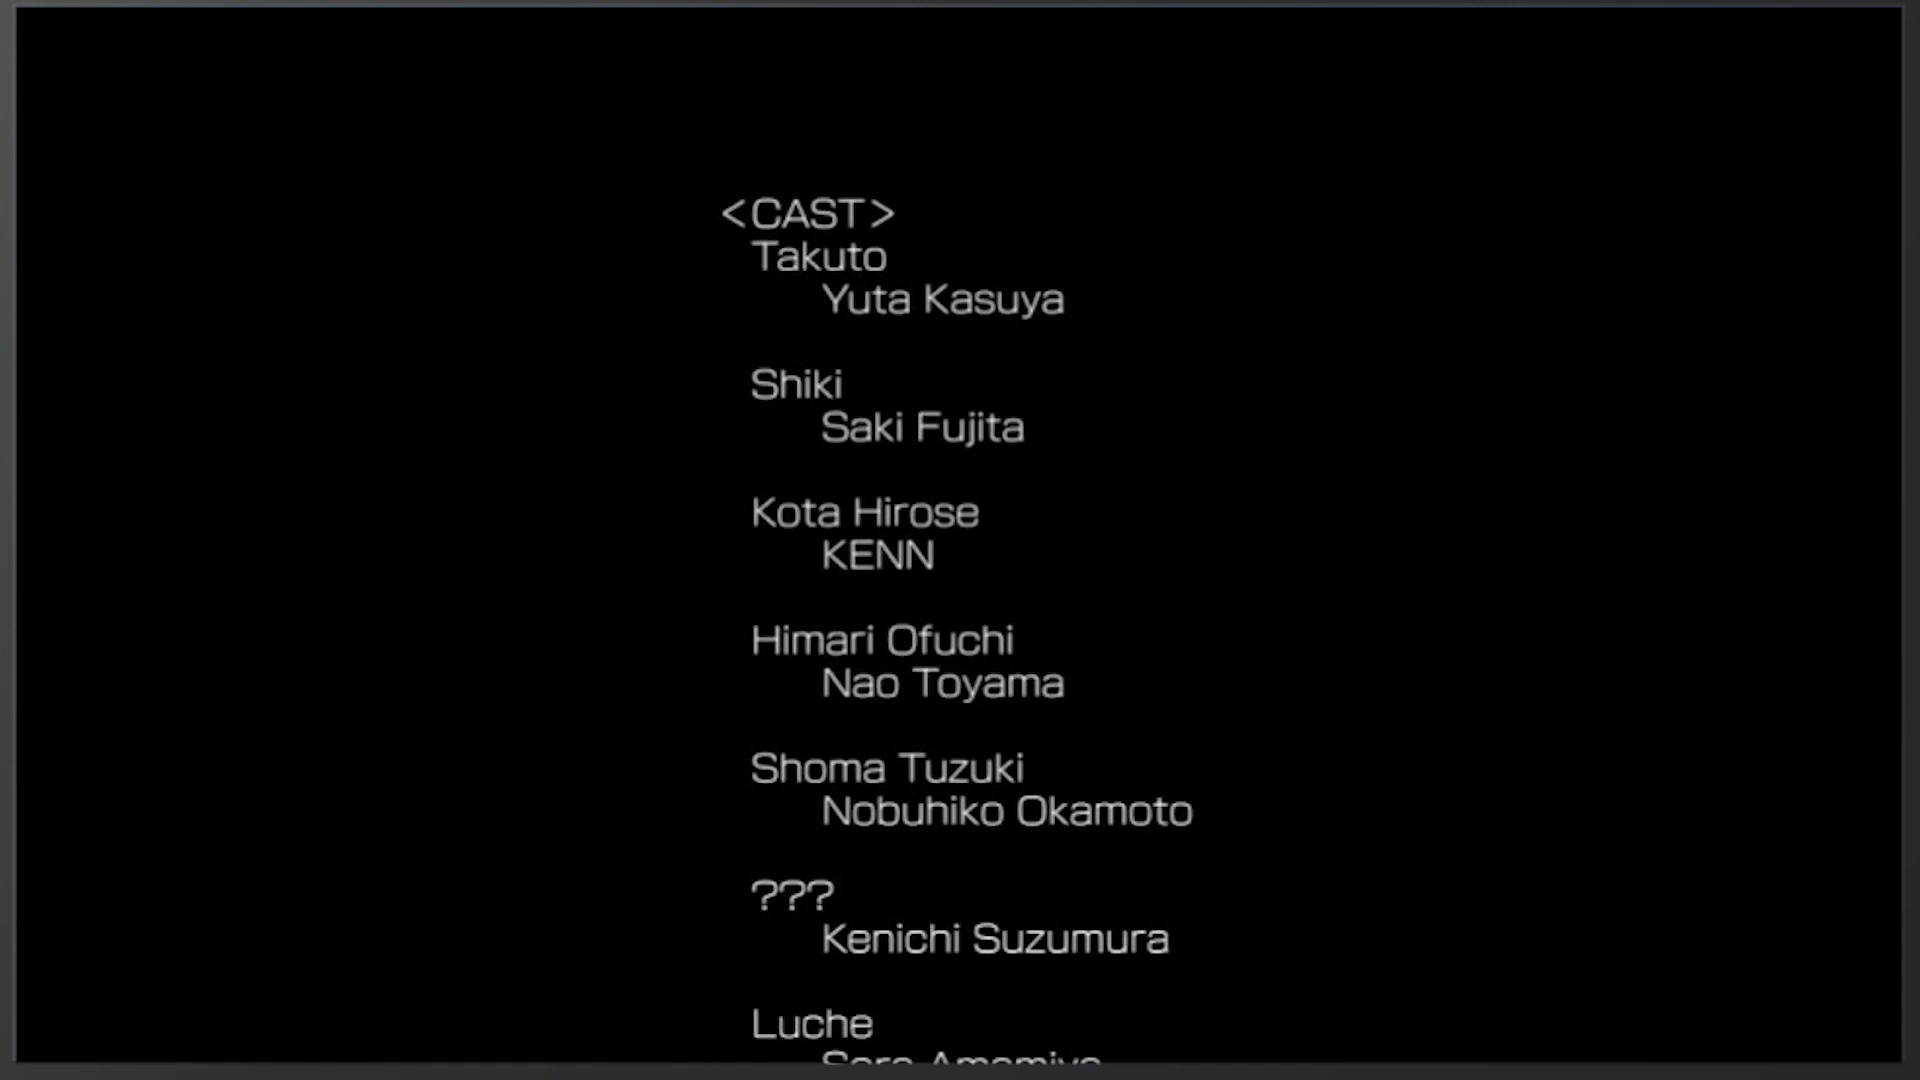 <CAST>
Takuto
Yuta Kasuya
Shiki
Saki Fujita
Kota Hirose
KENN
Himari Ofuchi
Nao Toyama
Shoma Tuzuki
Nobuhiko Okamoto
???
Kenichi Suzumura
Luche